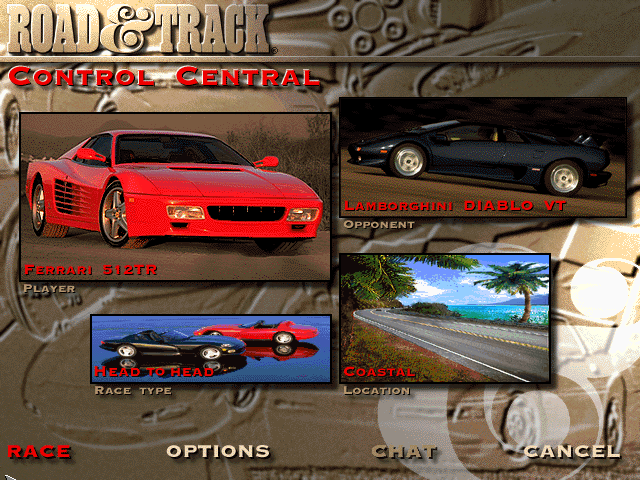 ROAD & TRACK
Control Central
Ferrari 512TR
Player
Lamborghini DIABLO VT
Opponent
Head to Head
Race type
Coastal
Location
RACE
OPTIONS
CHAT
CANCEL